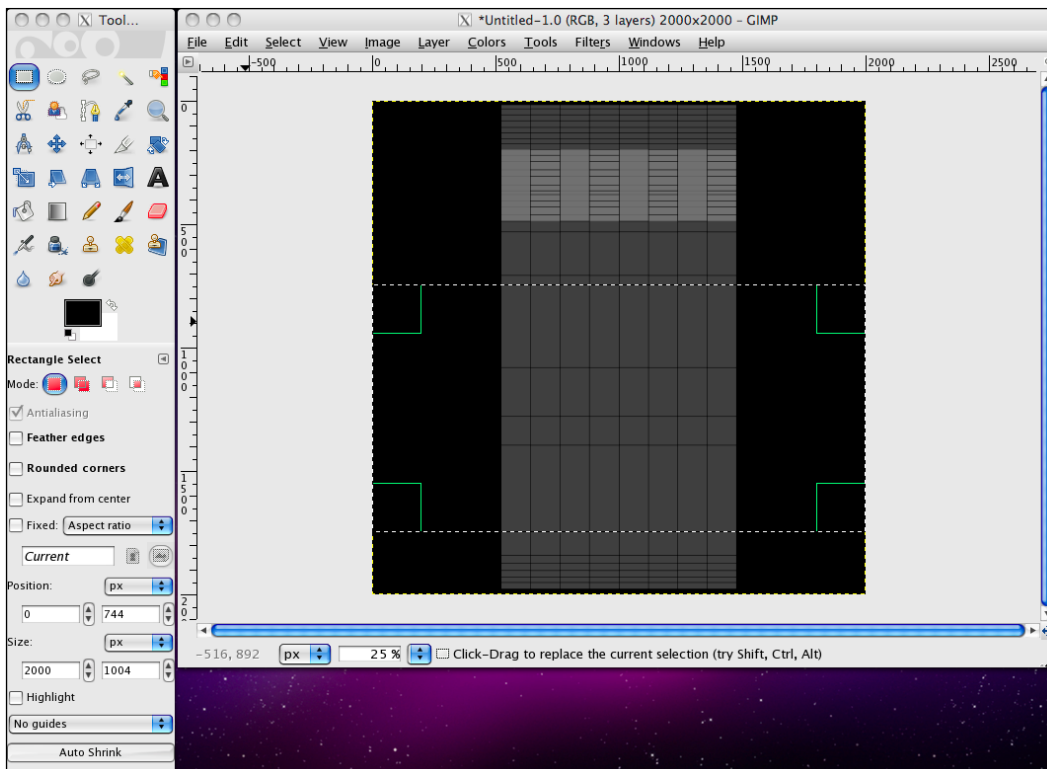 Tool...
*Untitled-1.0 (RGB, 3 layers) 2000x2000 – GIMP
File Edit Select View Image Layer Colors Tools Filters Windows Help
-500 0 500 1000 1500 2000 2500
0
500
1000
1500
20
Rectangle Select
Mode:
Antialiasing
Feather edges
Rounded corners
Expand from center
Fixed: Aspect ratio
Current
Position: px
0 744
Size: px
2000 1004
Highlight
No guides
Auto Shrink
-516, 892 px 25 % Click-Drag to replace the current selection (try Shift, Ctrl, Alt)